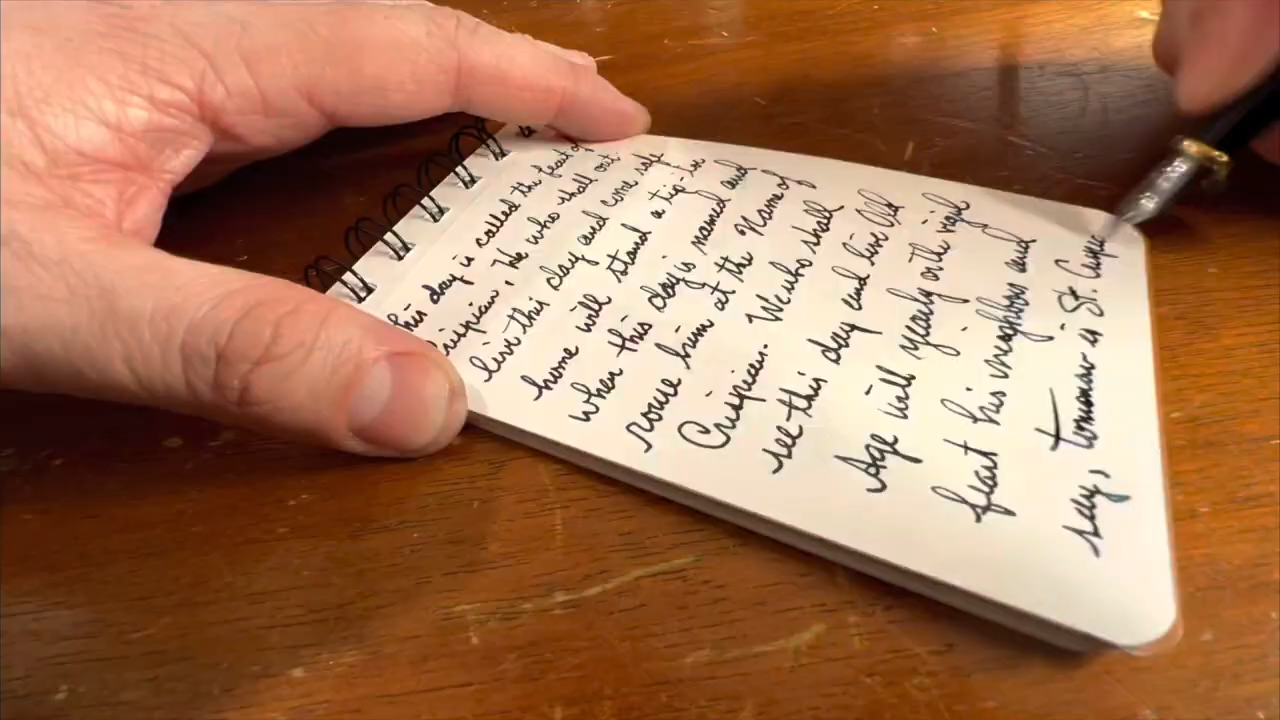 his day is called the feast of
Crispian, He who shall out
live this day and come safe
home will stand a tip-toe
when this day is named and
rouse him at the Name of
Crispian. We who shall
see this day and live Old
Age will yearly on the vigil
feast his neighbors and
say, tomorrow is St. Crispi